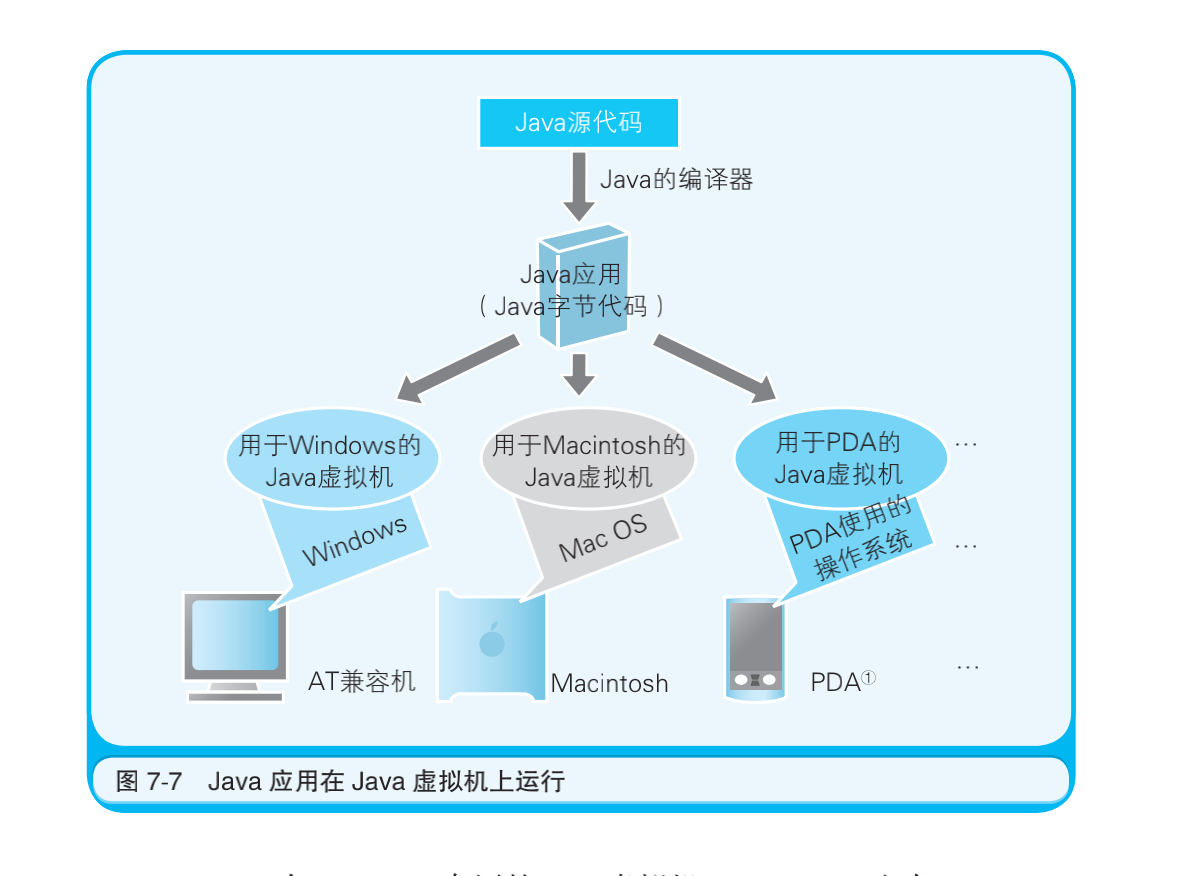 Java源代码
Java的编译器
Java应用
（Java字节代码）
用于Windows的
Java虚拟机
用于Macintosh的
Java虚拟机
用于PDA的
Java虚拟机
…
Windows
Mac OS
PDA使用的
操作系统
…
AT兼容机
Macintosh
PDA①
…
图 7-7 Java 应用在 Java 虚拟机上运行